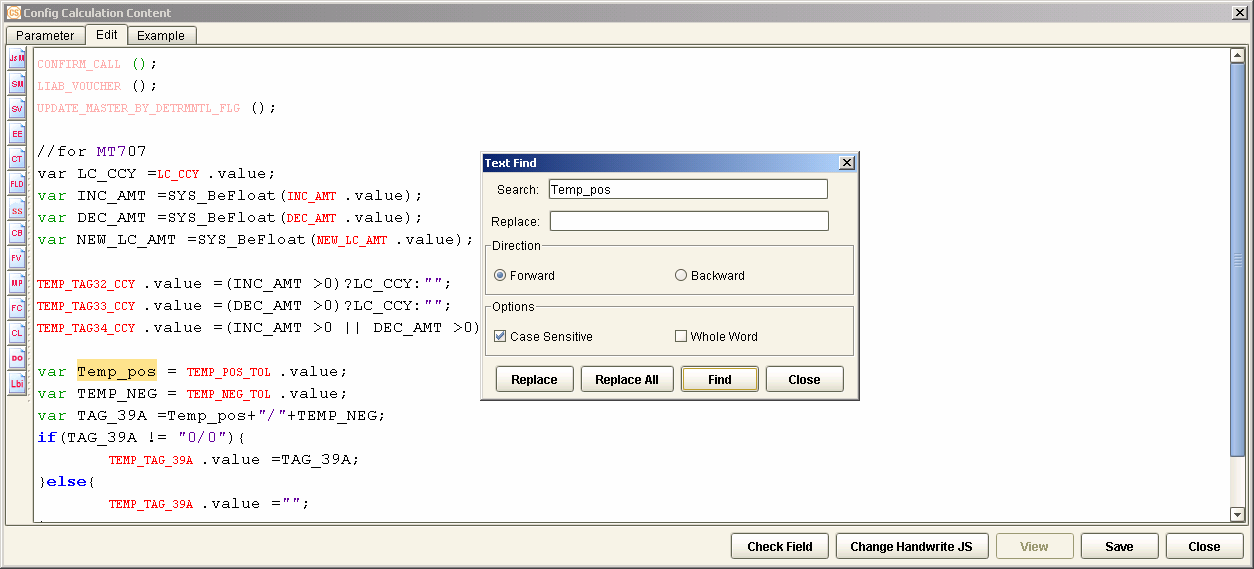 Config Calculation Content
Parameter Edit Example
JsM
SM
SV
EE
CT
FLD
SS
CB
FV
MP
FC
CL
DO
Lbi
CONFIRM_CALL ();
LIAB_VOUCHER ();
UPDATE_MASTER_BY_DETRMNTL_FLG ();
//for MT707
var LC_CCY =LC_CCY .value;
var INC_AMT =SYS_BeFloat(INC_AMT .value);
var DEC_AMT =SYS_BeFloat(DEC_AMT .value);
var NEW_LC_AMT =SYS_BeFloat(NEW_LC_AMT .value);
TEMP_TAG32_CCY .value =(INC_AMT >0)?LC_CCY:"";
TEMP_TAG33_CCY .value =(DEC_AMT >0)?LC_CCY:"";
TEMP_TAG34_CCY .value =(INC_AMT >0 || DEC_AMT >0)
var Temp_pos = TEMP_POS_TOL .value;
var TEMP_NEG = TEMP_NEG_TOL .value;
var TAG_39A =Temp_pos+"/"+TEMP_NEG;
if(TAG_39A != "0/0"){
TEMP_TAG_39A .value =TAG_39A;
}else{
TEMP_TAG_39A .value ="";
Text Find
Search: Temp_pos
Replace:
Direction
Forward Backward
Options
Case Sensitive Whole Word
Replace Replace All Find Close
Check Field Change Handwrite JS View Save Close